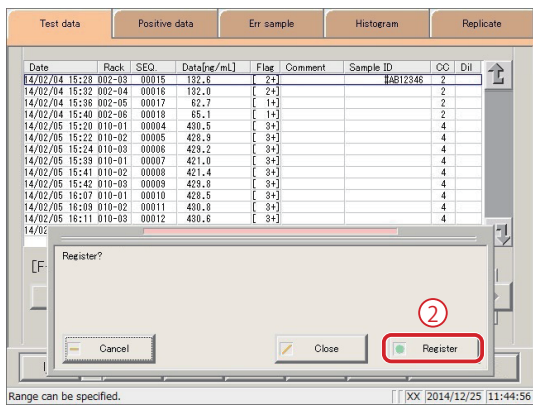 Test data Positive data Err sample Histogram Replicate
Date Rack SEQ. Data[ng/mL] Flag Comment Sample ID CC Dil
14/02/04 15:28 002-03 00015 132.6 [ 2+] ‡AB12346 2
14/02/04 15:32 002-04 00016 132.0 [ 2+] 2
14/02/04 15:36 002-05 00017 62.7 [ 1+] 2
14/02/04 15:40 002-06 00018 65.1 [ 1+] 2
14/02/05 15:20 010-01 00004 430.5 [ 3+] 4
14/02/05 15:22 010-02 00005 428.9 [ 3+] 4
14/02/05 15:24 010-03 00006 429.2 [ 3+] 4
14/02/05 15:39 010-01 00007 421.0 [ 3+] 4
14/02/05 15:41 010-02 00008 421.4 [ 3+] 4
14/02/05 15:42 010-03 00009 429.8 [ 3+] 4
14/02/05 16:07 010-01 00010 428.5 [ 3+] 4
14/02/05 16:09 010-02 00011 430.8 [ 3+] 4
14/02/05 16:11 010-03 00012 430.6 [ 3+] 4
14/02
Register?
[F
2
Cancel Close Register
Range can be specified. XX 2014/12/25 11:44:56